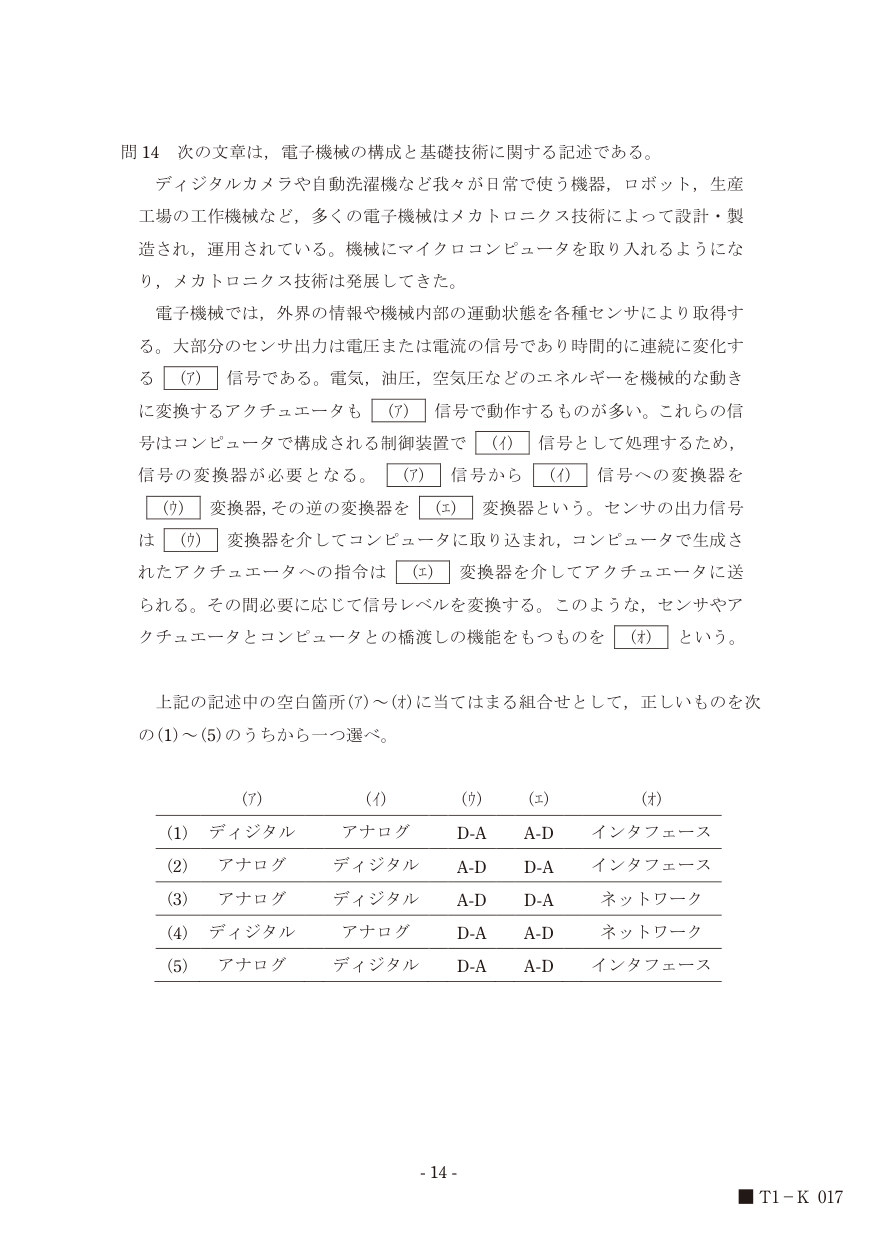 問14 次の文章は，電子機械の構成と基礎技術に関する記述である。
ディジタルカメラや自動洗濯機など我々が日常で使う機器，ロボット，生産
工場の工作機械など，多くの電子機械はメカトロニクス技術によって設計・製
造され，運用されている。機械にマイクロコンピュータを取り入れるようにな
り，メカトロニクス技術は発展してきた。
電子機械では，外界の情報や機械内部の運動状態を各種センサにより取得す
る。大部分のセンサ出力は電圧または電流の信号であり時間的に連続に変化す
る (ｱ) 信号である。電気，油圧，空気圧などのエネルギーを機械的な動き
に変換するアクチュエータも (ｱ) 信号で動作するものが多い。これらの信
号はコンピュータで構成される制御装置で (ｲ) 信号として処理するため，
信号の変換器が必要となる。 (ｱ) 信号から (ｲ) 信号への変換器を
(ｳ) 変換器，その逆の変換器を (ｴ) 変換器という。センサの出力信号
は (ｳ) 変換器を介してコンピュータに取り込まれ，コンピュータで生成さ
れたアクチュエータへの指令は (ｴ) 変換器を介してアクチュエータに送
られる。その間必要に応じて信号レベルを変換する。このような，センサやア
クチュエータとコンピュータとの橋渡しの機能をもつものを (ｵ) という。
上記の記述中の空白箇所(ｱ)～(ｵ)に当てはまる組合せとして，正しいものを次
の(1)～(5)のうちから一つ選べ。
(ｱ) (ｲ) (ｳ) (ｴ) (ｵ)
(1) ディジタル アナログ D-A A-D インタフェース
(2) アナログ ディジタル A-D D-A インタフェース
(3) アナログ ディジタル A-D D-A ネットワーク
(4) ディジタル アナログ D-A A-D ネットワーク
(5) アナログ ディジタル D-A A-D インタフェース
- 14 -
■ T1－K 017